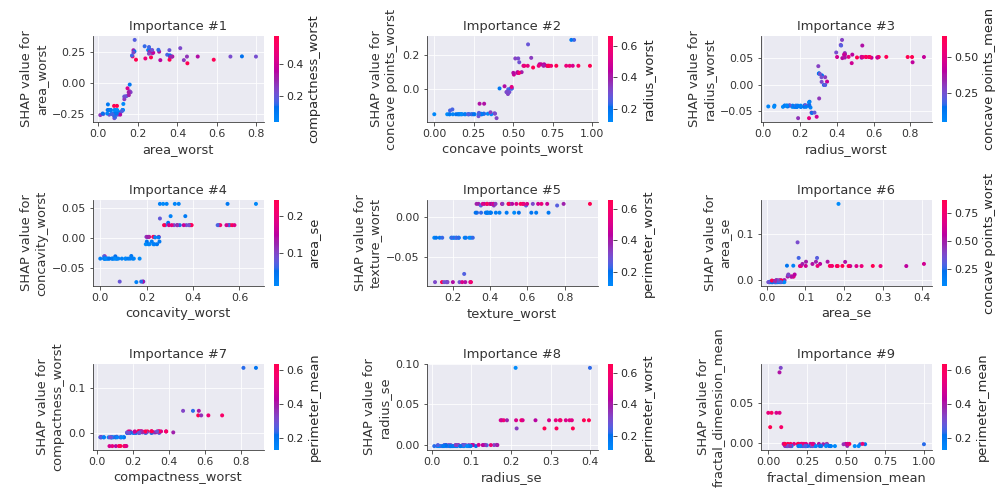 Importance #1
SHAP value for
area_worst
0.25
0.00
−0.25
0.0
0.2
0.4
0.6
0.8
area_worst
0.4
0.2
compactness_worst
Importance #2
SHAP value for
concave points_worst
0.2
0.0
0.00
0.25
0.50
0.75
1.00
concave points_worst
0.6
0.4
0.2
radius_worst
Importance #3
SHAP value for
radius_worst
0.05
0.00
−0.05
0.0
0.2
0.4
0.6
0.8
radius_worst
0.50
0.25
concave points_mean
Importance #4
SHAP value for
concavity_worst
0.05
0.00
−0.05
0.0
0.2
0.4
0.6
concavity_worst
0.2
0.1
area_se
Importance #5
SHAP value for
texture_worst
0.00
−0.05
0.2
0.4
0.6
0.8
texture_worst
0.6
0.4
0.2
perimeter_worst
Importance #6
SHAP value for
area_se
0.1
0.0
0.0
0.1
0.2
0.3
0.4
area_se
0.75
0.50
0.25
concave points_worst
Importance #7
SHAP value for
compactness_worst
0.1
0.0
0.0
0.2
0.4
0.6
0.8
compactness_worst
0.6
0.4
0.2
perimeter_mean
Importance #8
SHAP value for
radius_se
0.10
0.05
0.00
0.0
0.1
0.2
0.3
0.4
radius_se
0.6
0.4
0.2
perimeter_worst
Importance #9
SHAP value for
fractal_dimension_mean
0.05
0.00
0.00
0.25
0.50
0.75
1.00
fractal_dimension_mean
0.6
0.4
0.2
perimeter_mean